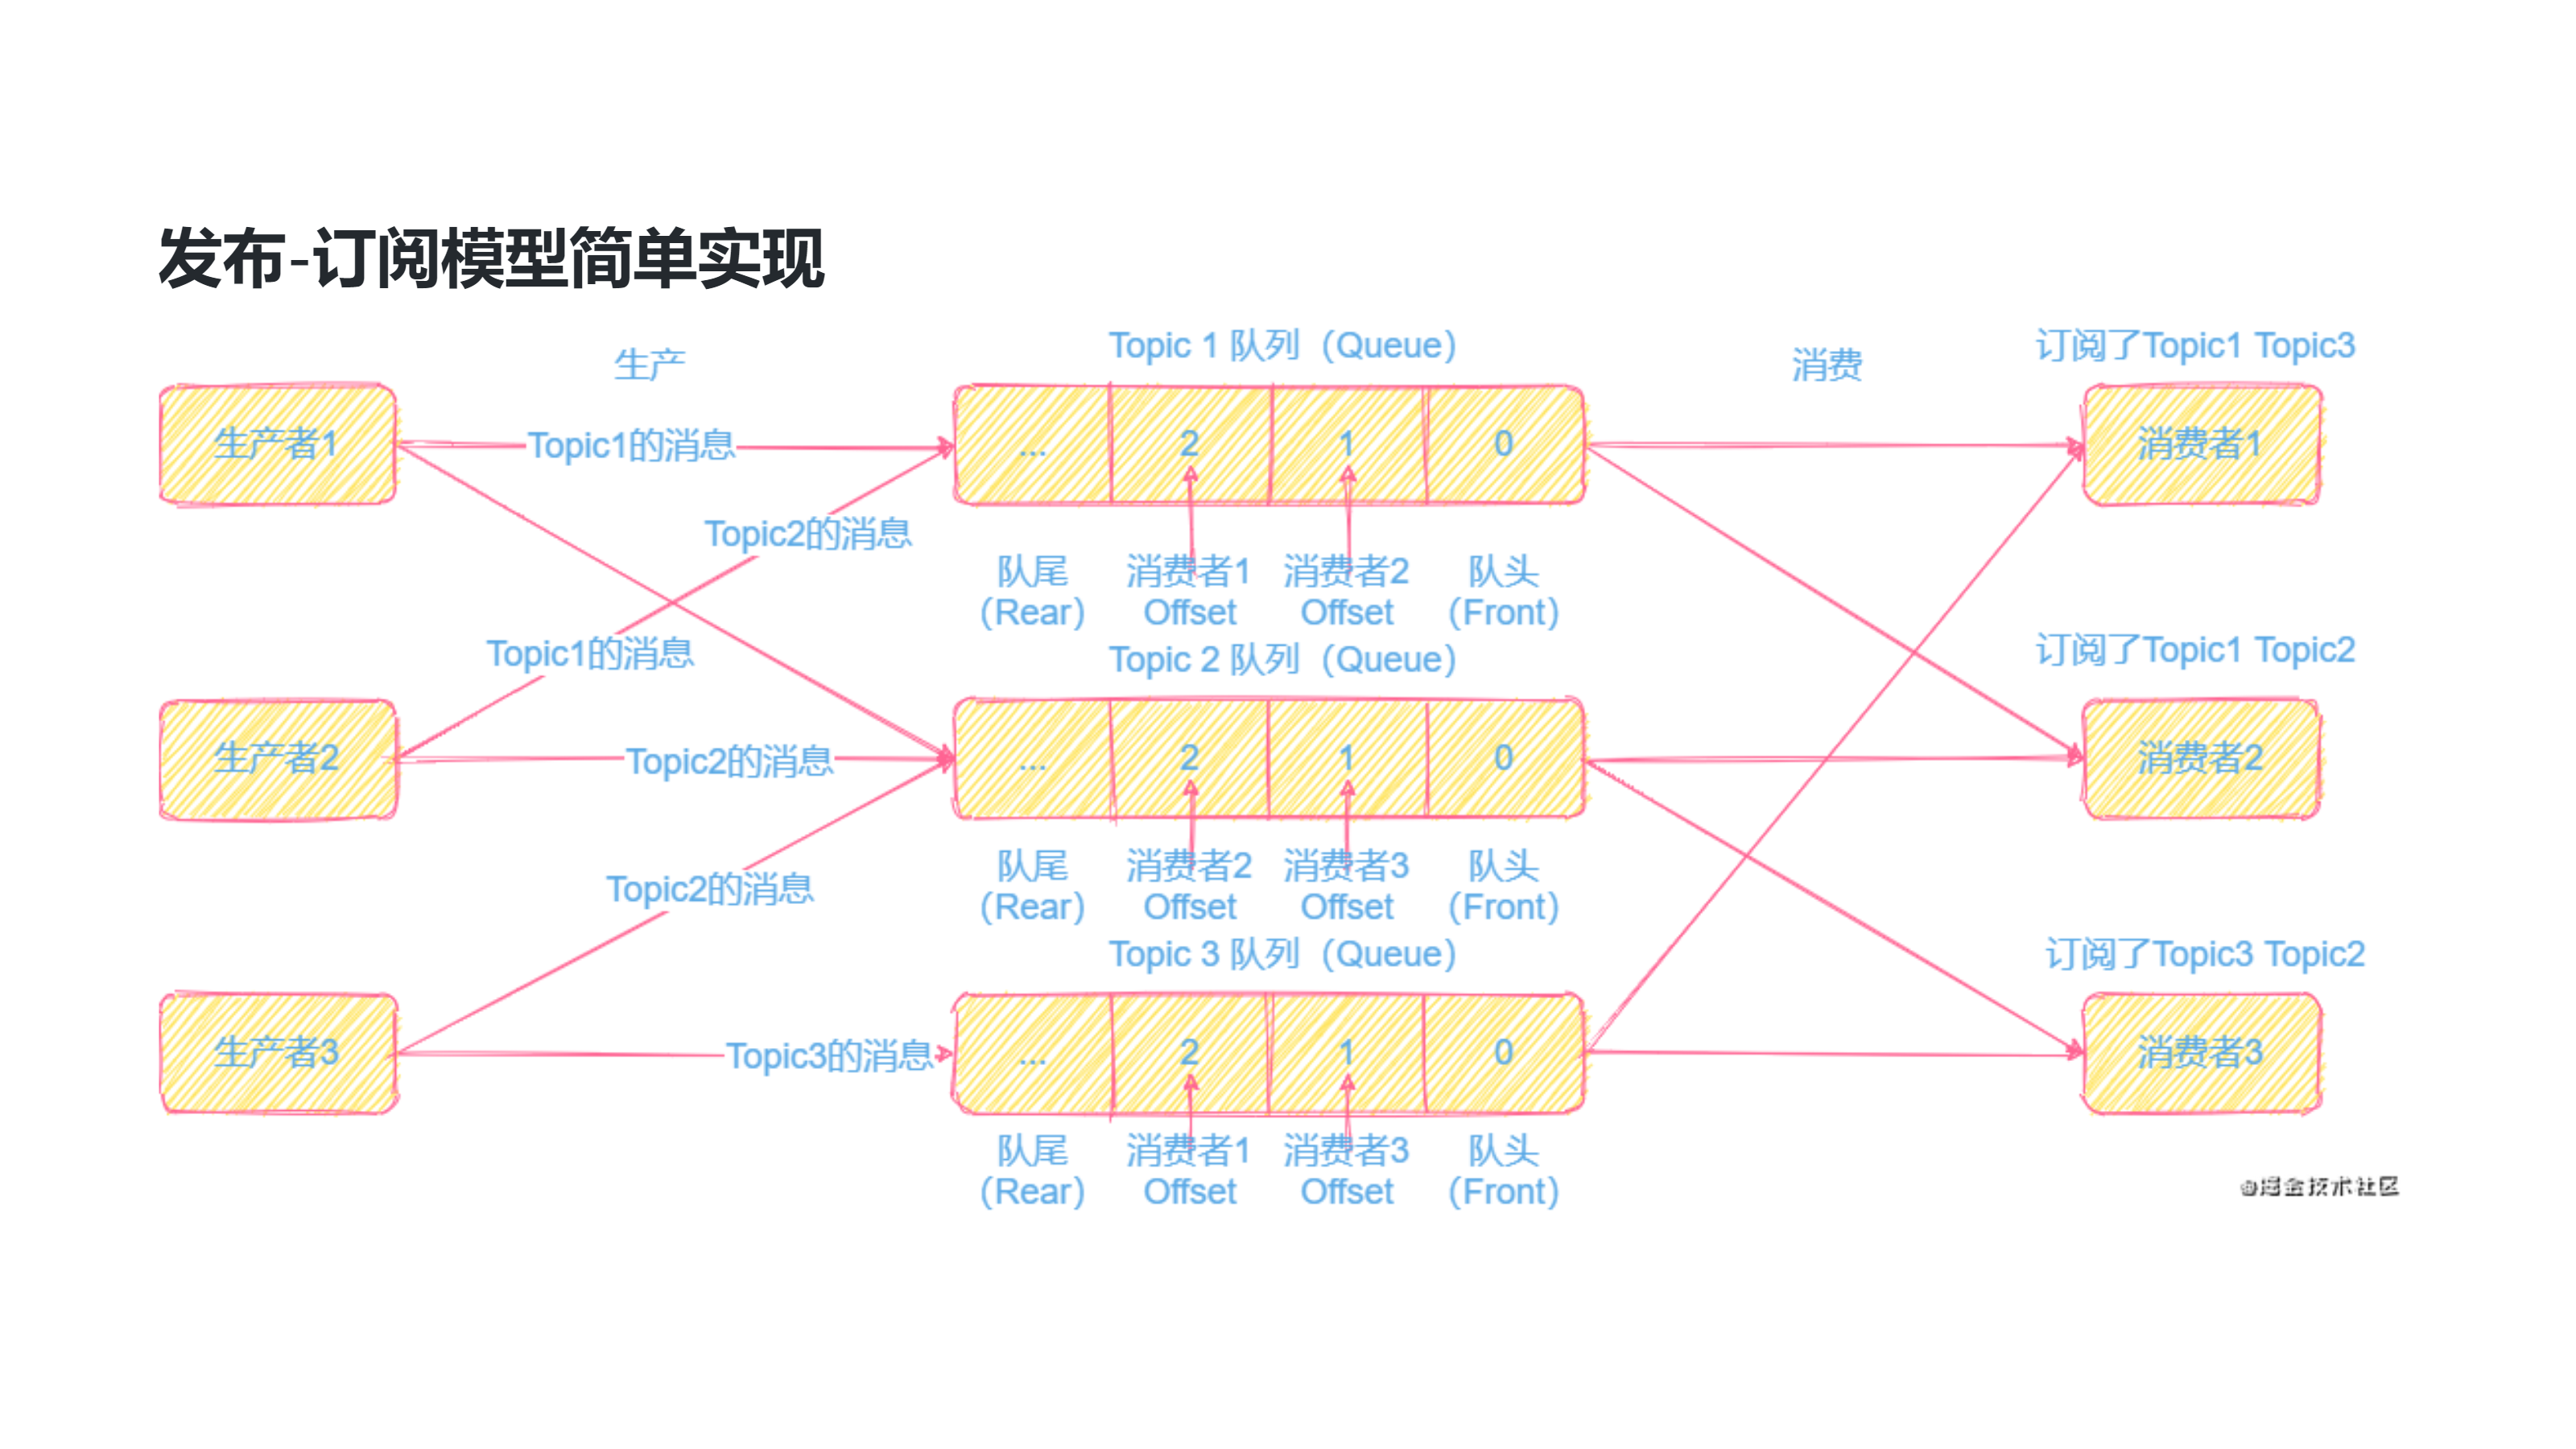 发布-订阅模型简单实现
生产
Topic 1 队列（Queue）
消费
订阅了Topic1 Topic3
生产者1
Topic1的消息
... 2 1 0
消费者1
Topic2的消息
队尾 消费者1 消费者2 队头
（Rear） Offset Offset （Front）
Topic1的消息
Topic 2 队列（Queue）
订阅了Topic1 Topic2
生产者2
Topic2的消息
... 2 1 0
消费者2
Topic2的消息
队尾 消费者2 消费者3 队头
（Rear） Offset Offset （Front）
Topic 3 队列（Queue）
订阅了Topic3 Topic2
生产者3
Topic3的消息
... 2 1 0
消费者3
队尾 消费者1 消费者3 队头
（Rear） Offset Offset （Front）
@掘金技术社区